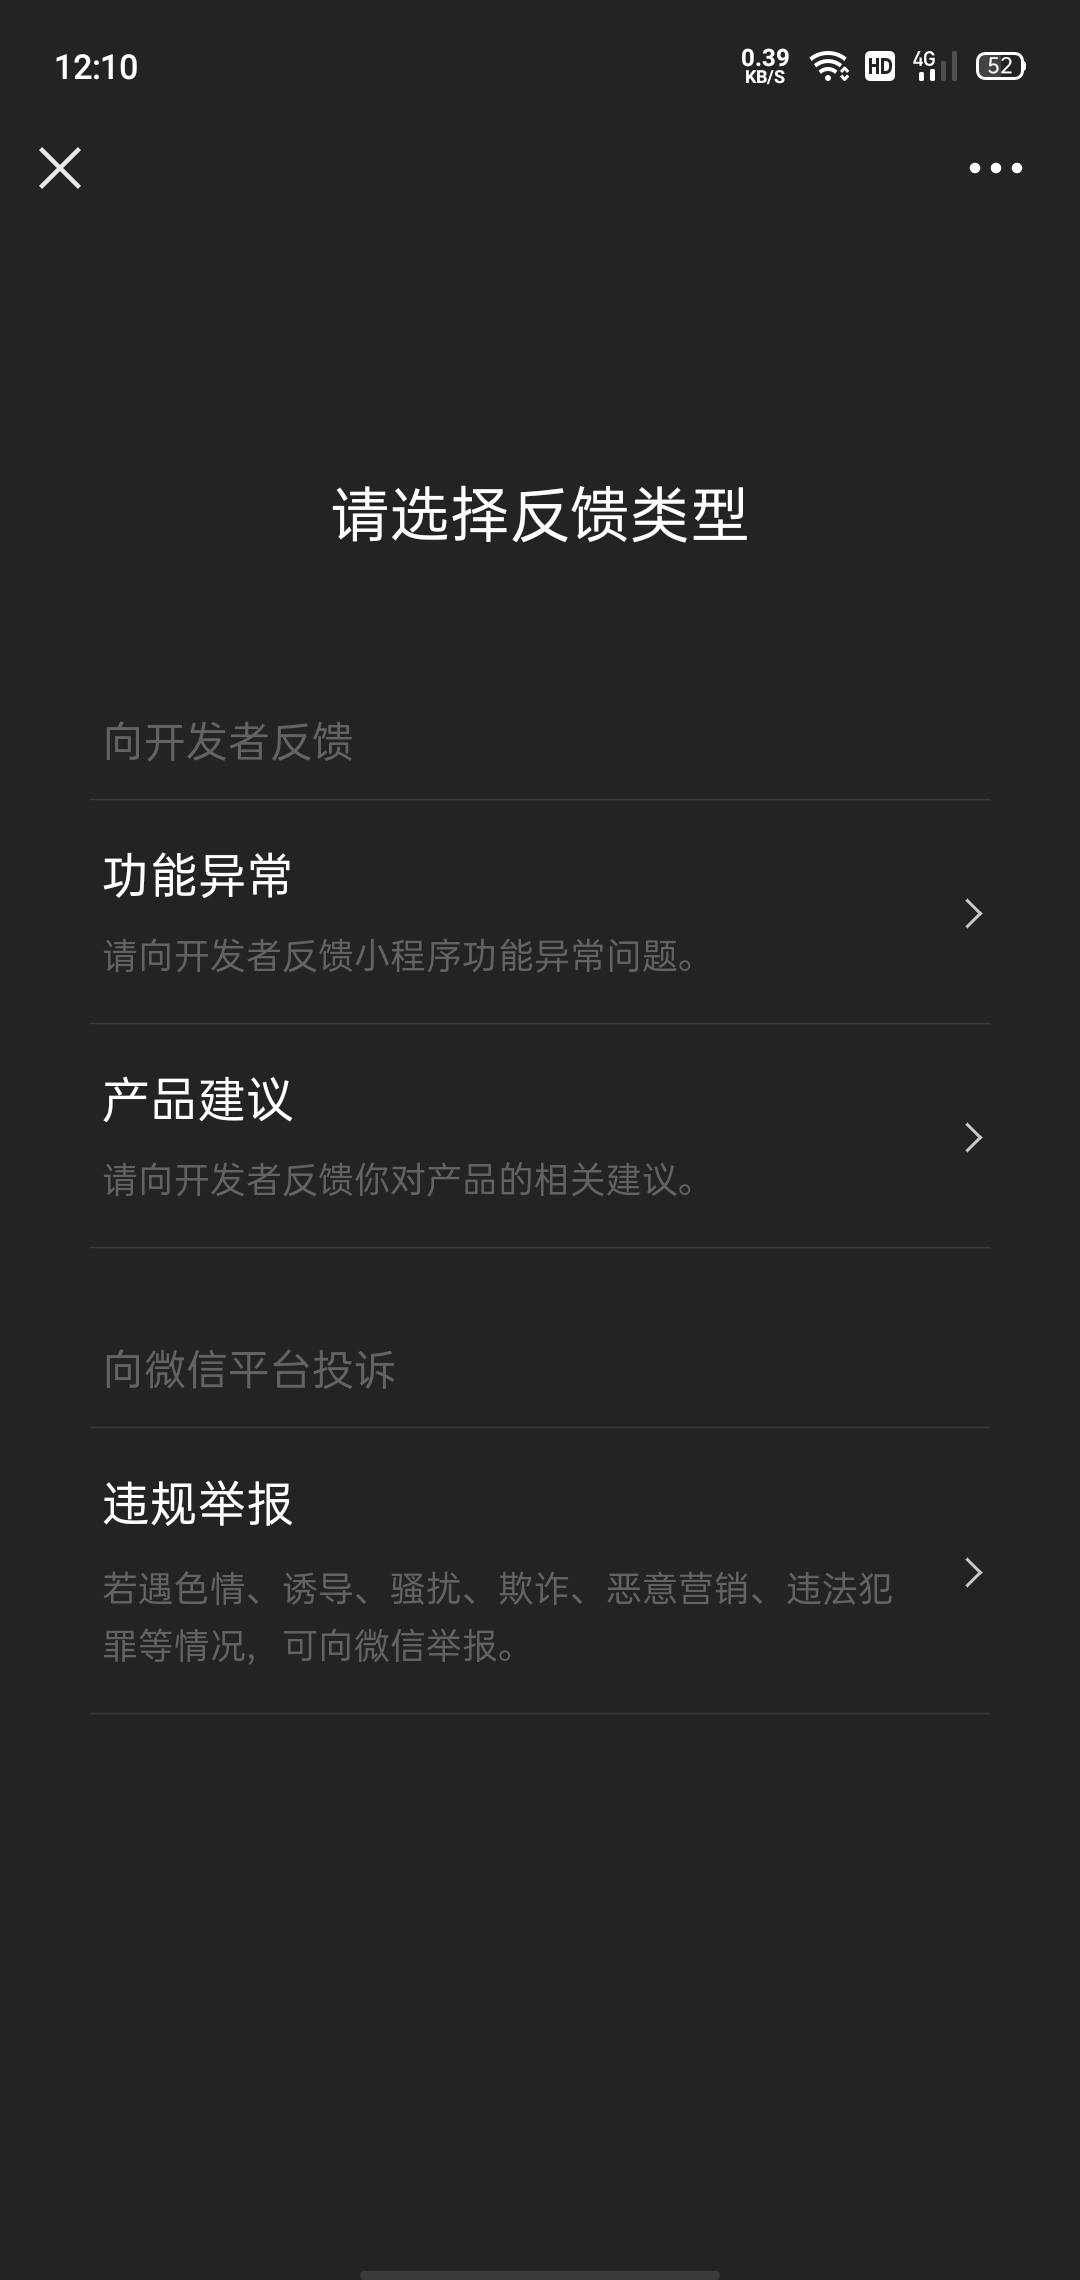 12:10
0.39
KB/S
HD
4G
52
请选择反馈类型
向开发者反馈
功能异常
请向开发者反馈小程序功能异常问题。
产品建议
请向开发者反馈你对产品的相关建议。
向微信平台投诉
违规举报
若遇色情、诱导、骚扰、欺诈、恶意营销、违法犯
罪等情况，可向微信举报。